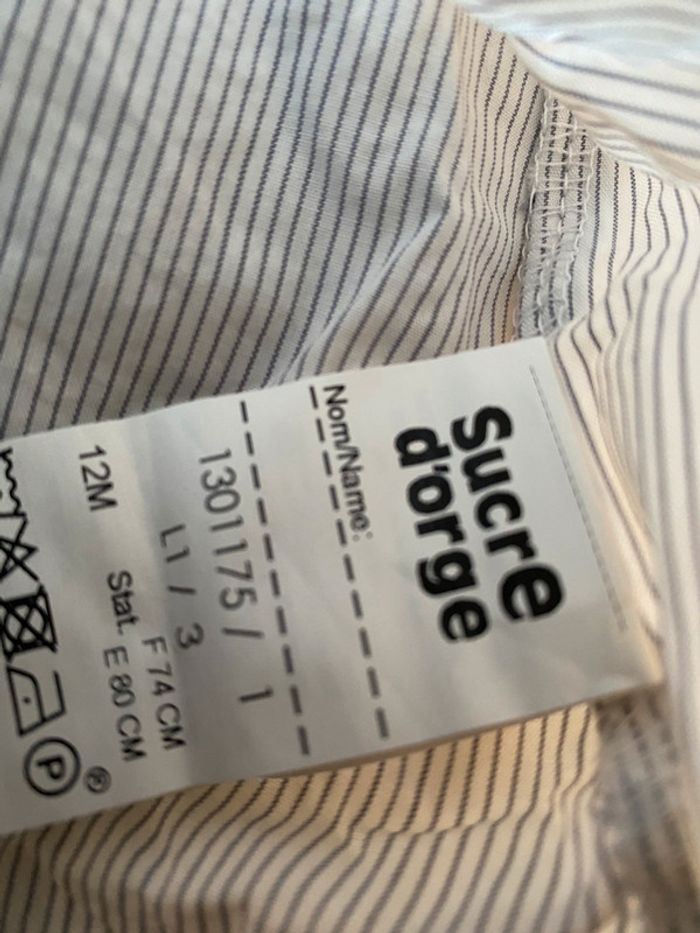 Sucre
d'orge
Nom/Name:
1301175 / 1
L1 / 3
F 74 CM
12M Stat. E 80 CM
P
®